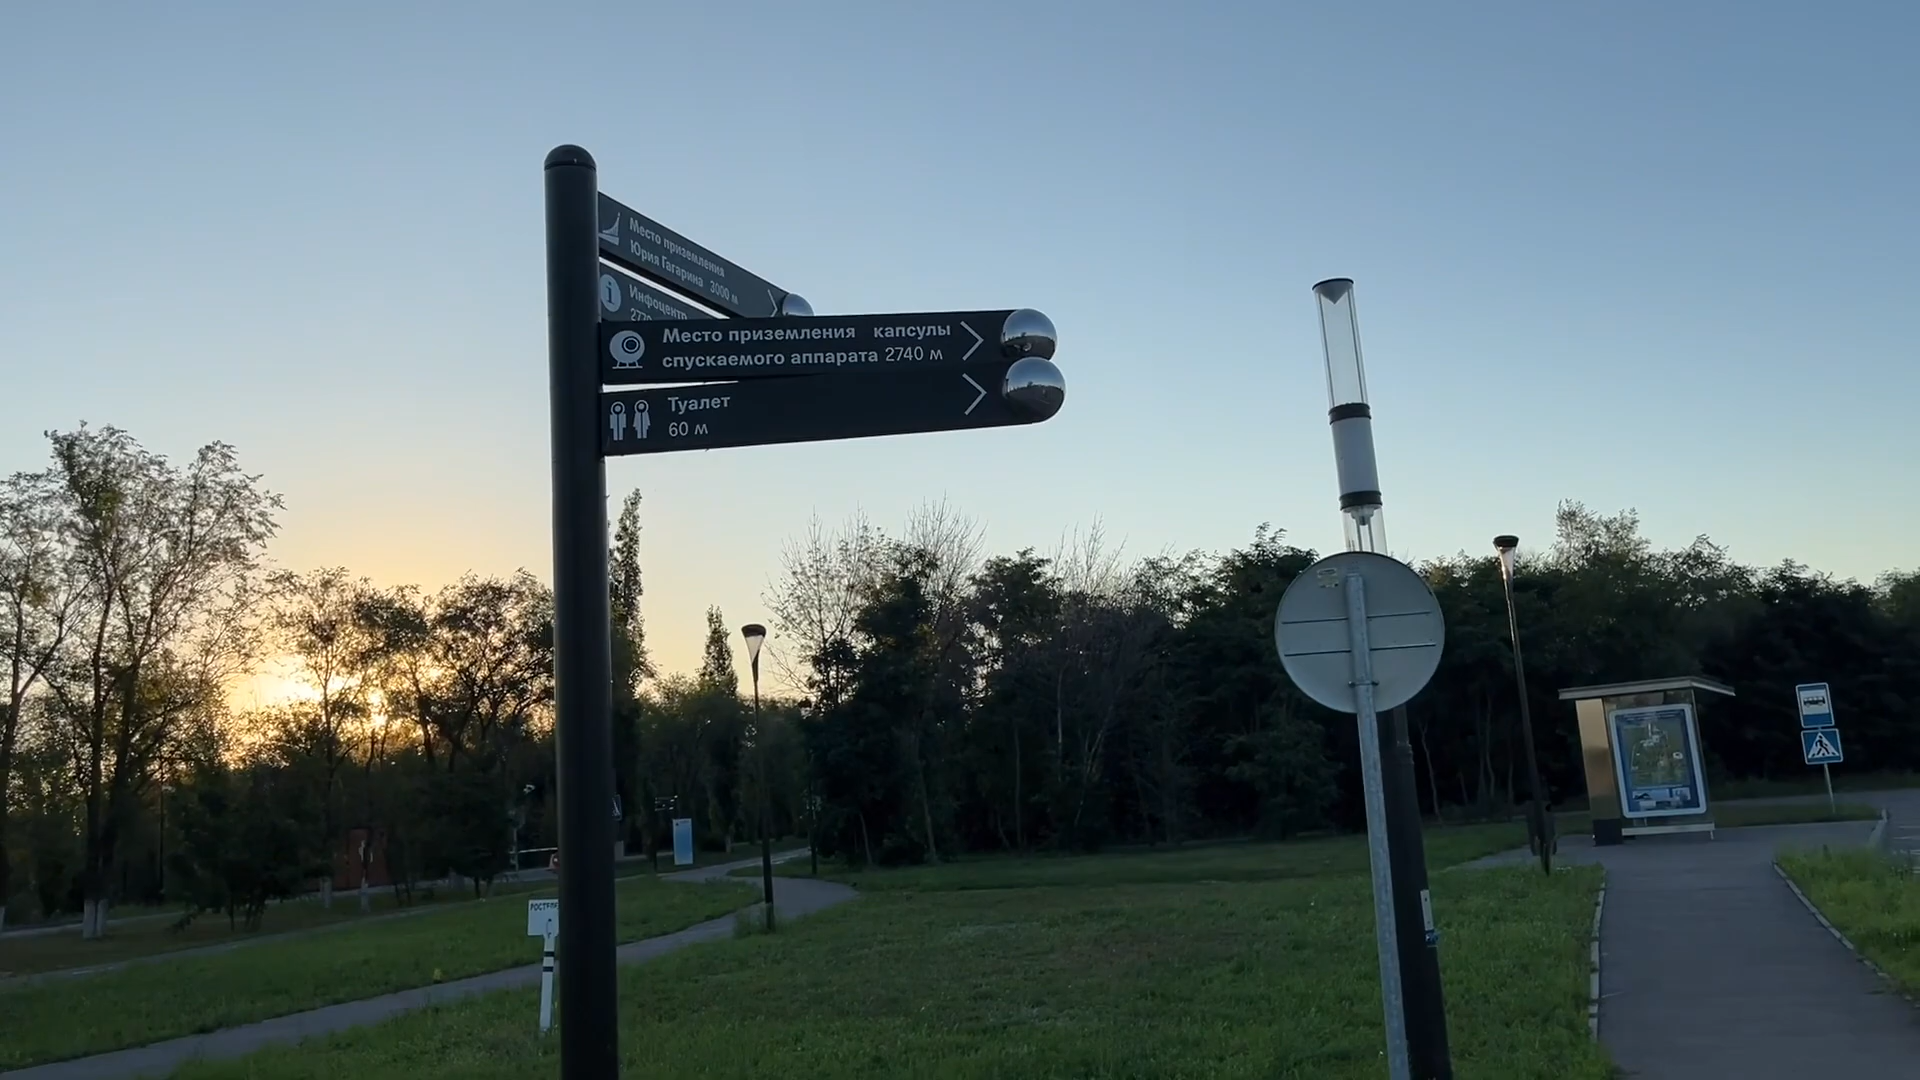 Место приземления
Юрия Гагарина 3000 м
Инфоцентр
Место приземления капсулы
спускаемого аппарата 2740 м
Туалет
60 м